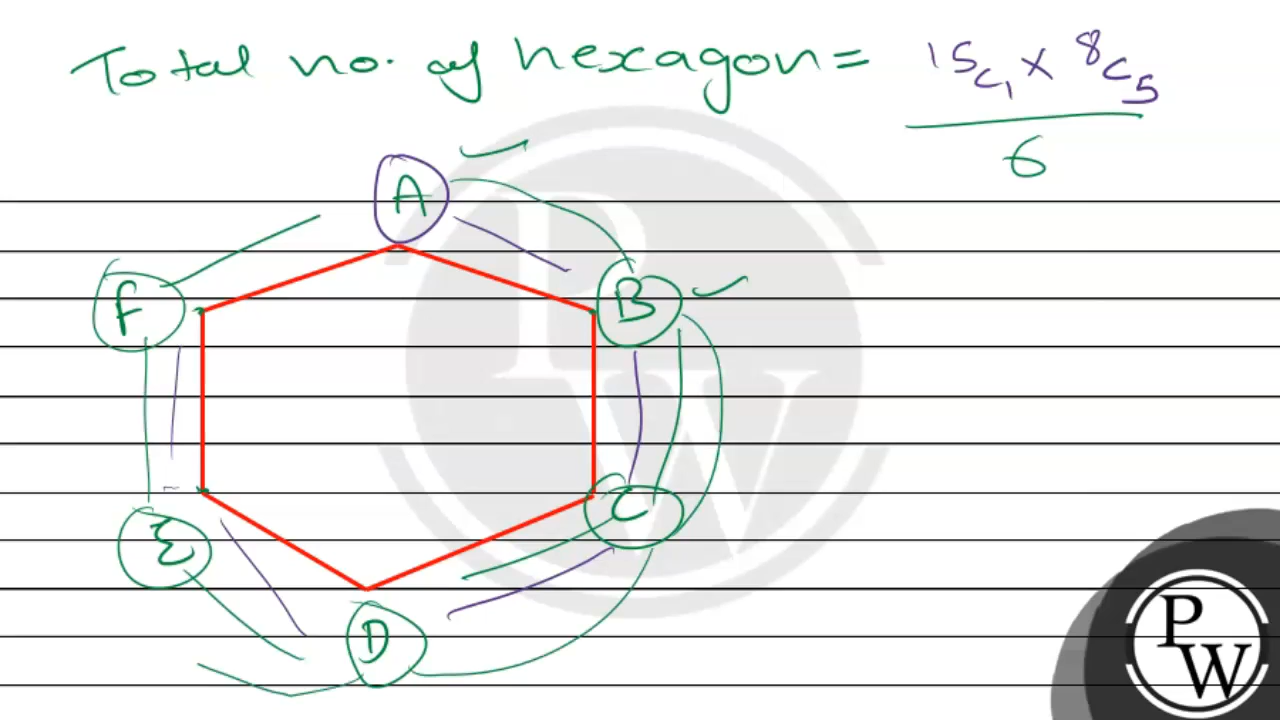 Total no. of hexagon = 15C₁ × 8C₅
6
A
F B
E C
D
PW
P
W